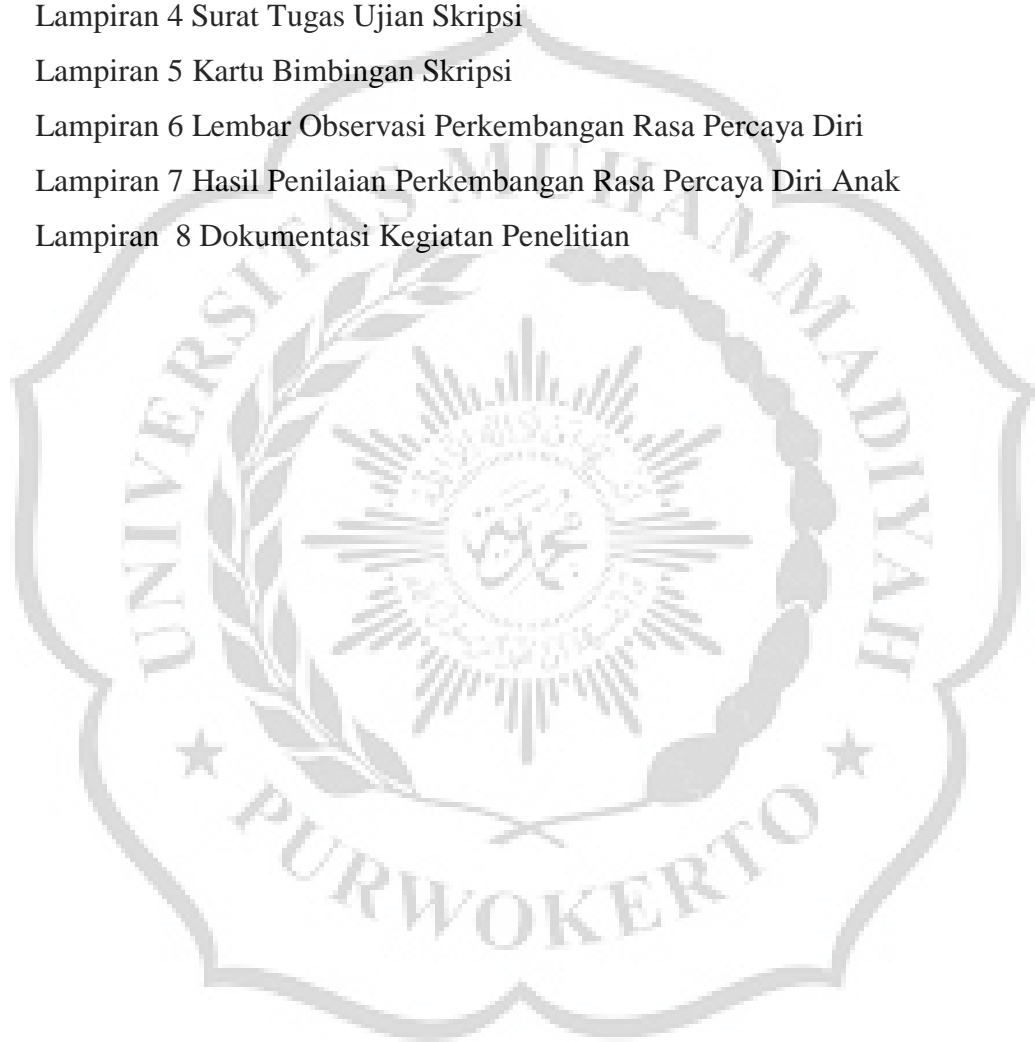 Lampiran 4 Surat Tugas Ujian Skripsi
Lampiran 5 Kartu Bimbingan Skripsi
Lampiran 6 Lembar Observasi Perkembangan Rasa Percaya Diri
Lampiran 7 Hasil Penilaian Perkembangan Rasa Percaya Diri Anak
Lampiran  8 Dokumentasi Kegiatan Penelitian
UNIVERSITAS MUHAMMADIYAH
PURWOKERTO